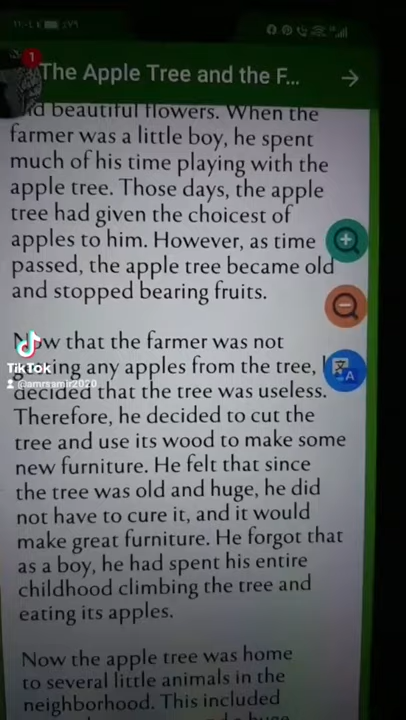 1
The Apple Tree and the F...
and beautiful flowers. When the
farmer was a little boy, he spent
much of his time playing with the
apple tree. Those days, the apple
tree had given the choicest of
apples to him. However, as time
passed, the apple tree became old
and stopped bearing fruits.
Now that the farmer was not
getting any apples from the tree,
decided that the tree was useless.
Therefore, he decided to cut the
tree and use its wood to make some
new furniture. He felt that since
the tree was old and huge, he did
not have to cure it, and it would
make great furniture. He forgot that
as a boy, he had spent his entire
childhood climbing the tree and
eating its apples.
Now the apple tree was home
to several little animals in the
neighborhood. This included
TikTok
@amrsamir2020
A